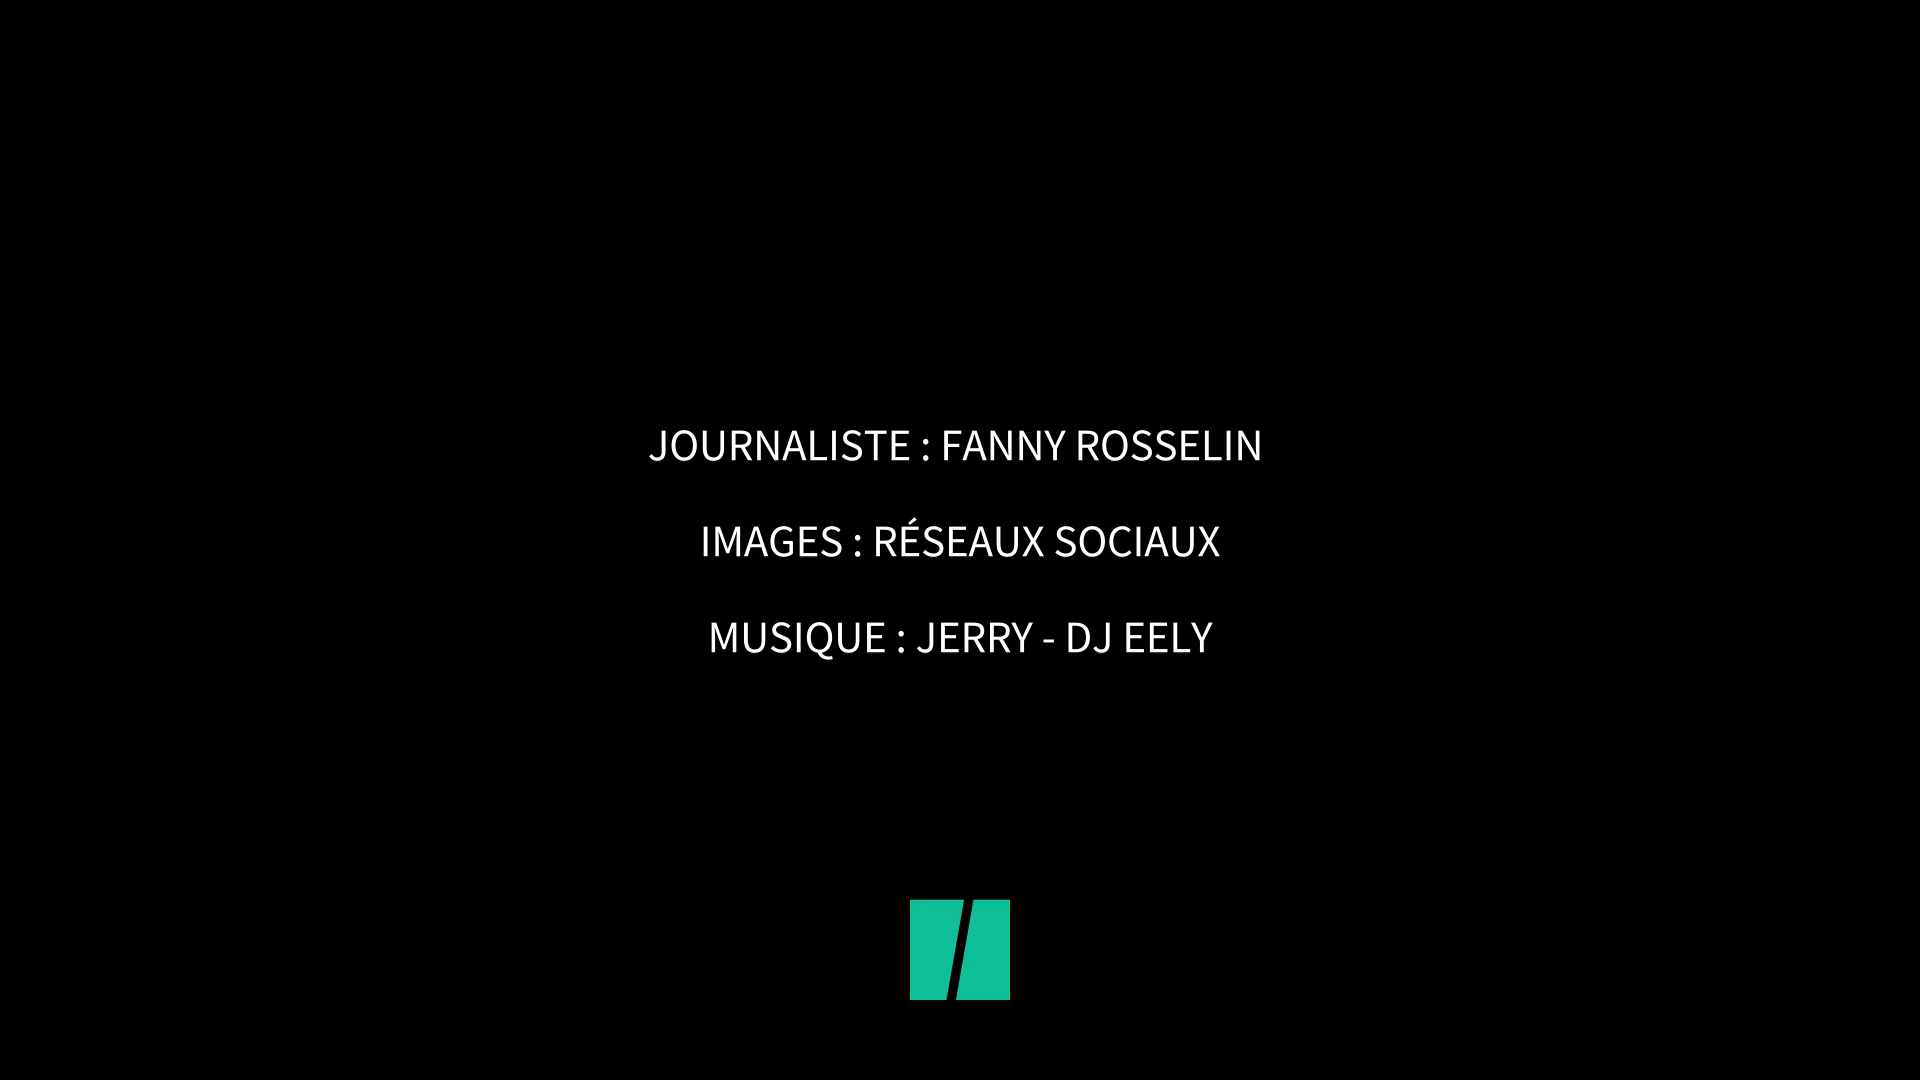 JOURNALISTE : FANNY ROSSELIN
IMAGES : RÉSEAUX SOCIAUX
MUSIQUE : JERRY - DJ EELY